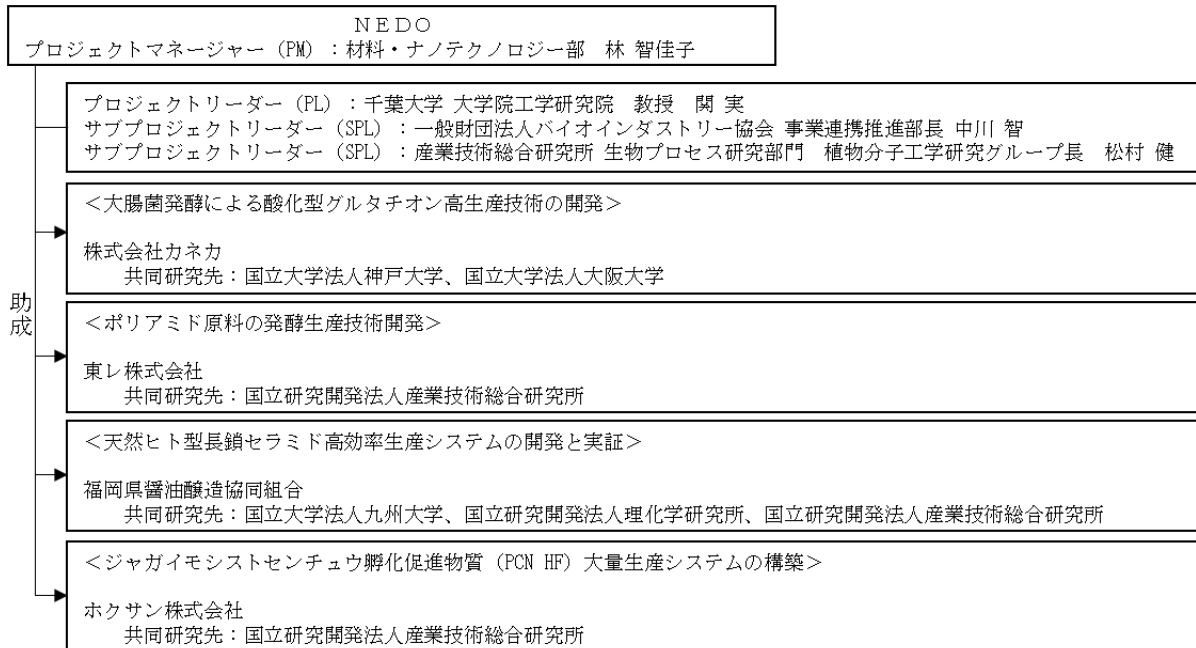 ＮＥＤＯ
プロジェクトマネージャー（PM）：材料・ナノテクノロジー部　林 智佳子
プロジェクトリーダー（PL）：千葉大学 大学院工学研究院　教授　関 実
サブプロジェクトリーダー（SPL）：一般財団法人バイオインダストリー協会 事業連携推進部長 中川 智
サブプロジェクトリーダー（SPL）：産業技術総合研究所 生物プロセス研究部門　植物分子工学研究グループ長　松村 健
助成
＜大腸菌発酵による酸化型グルタチオン高生産技術の開発＞
株式会社カネカ
共同研究先：国立大学法人神戸大学、国立大学法人大阪大学
＜ポリアミド原料の発酵生産技術開発＞
東レ株式会社
共同研究先：国立研究開発法人産業技術総合研究所
＜天然ヒト型長鎖セラミド高効率生産システムの開発と実証＞
福岡県醤油醸造協同組合
共同研究先：国立大学法人九州大学、国立研究開発法人理化学研究所、国立研究開発法人産業技術総合研究所
＜ジャガイモシストセンチュウ孵化促進物質（PCN HF）大量生産システムの構築＞
ホクサン株式会社
共同研究先：国立研究開発法人産業技術総合研究所